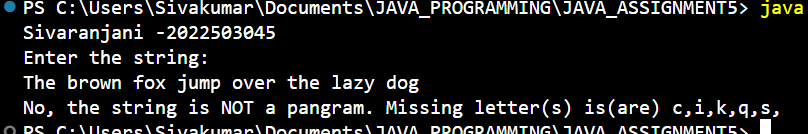 PS C:\Users\Sivakumar\Documents\JAVA_PROGRAMMING\JAVA_ASSIGNMENT5> java
Sivaranjani -2022503045
Enter the string:
The brown fox jump over the lazy dog
No, the string is NOT a pangram. Missing letter(s) is(are) c,i,k,q,s,
PS C:\Users\Sivakumar\Documents\JAVA_PROGRAMMING\JAVA_ASSIGNMENT5>